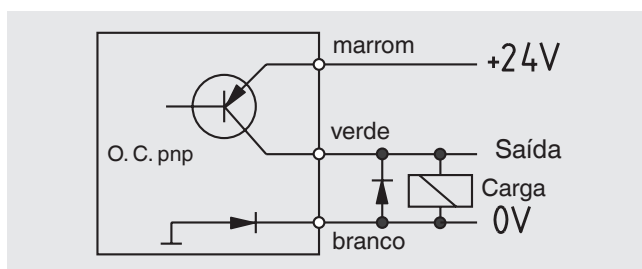 marrom
+24V
verde
O. C. pnp
Saída
Carga
0V
branco